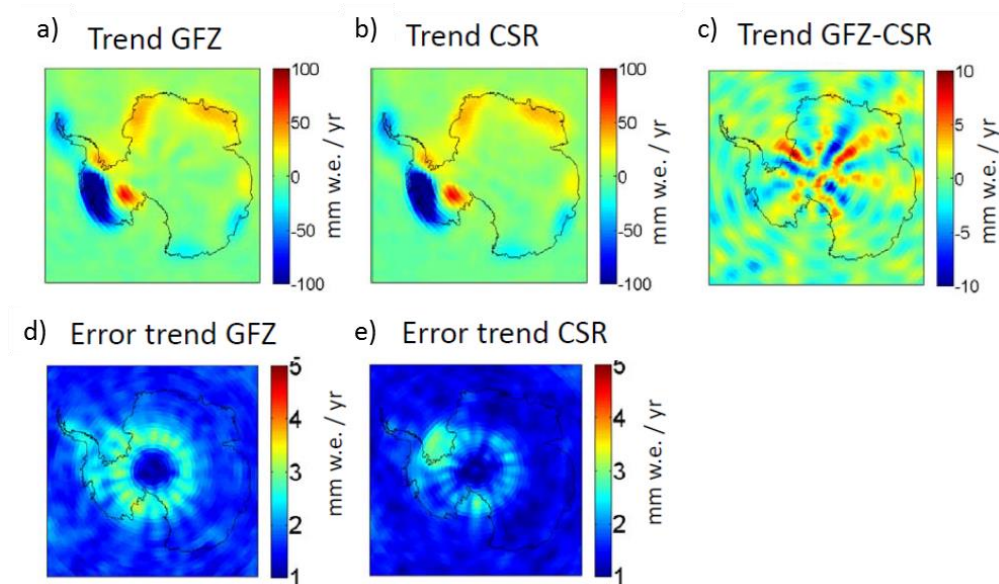 a) Trend GFZ
b) Trend CSR
c) Trend GFZ-CSR
100
50
0
-50
-100
mm w.e. / yr
100
50
0
-50
-100
mm w.e. / yr
10
5
0
-5
-10
mm w.e. / yr
d) Error trend GFZ
e) Error trend CSR
5
4
3
2
1
mm w.e. / yr
5
4
3
2
1
mm w.e. / yr